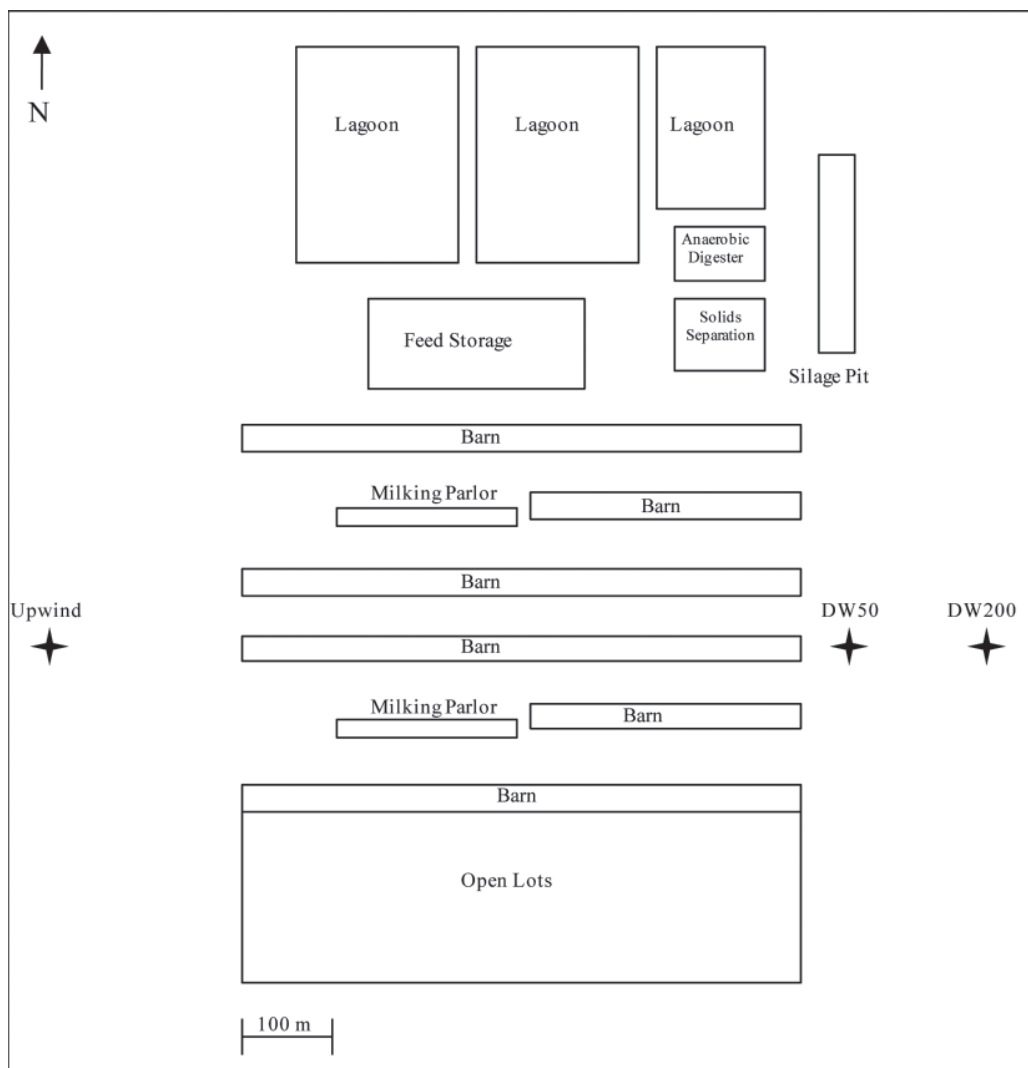 N
Lagoon
Lagoon
Lagoon
Anaerobic
Digester
Feed Storage
Solids
Separation
Silage Pit
Barn
Milking Parlor
Barn
Barn
Upwind
DW50
DW200
Barn
Milking Parlor
Barn
Barn
Open Lots
100 m